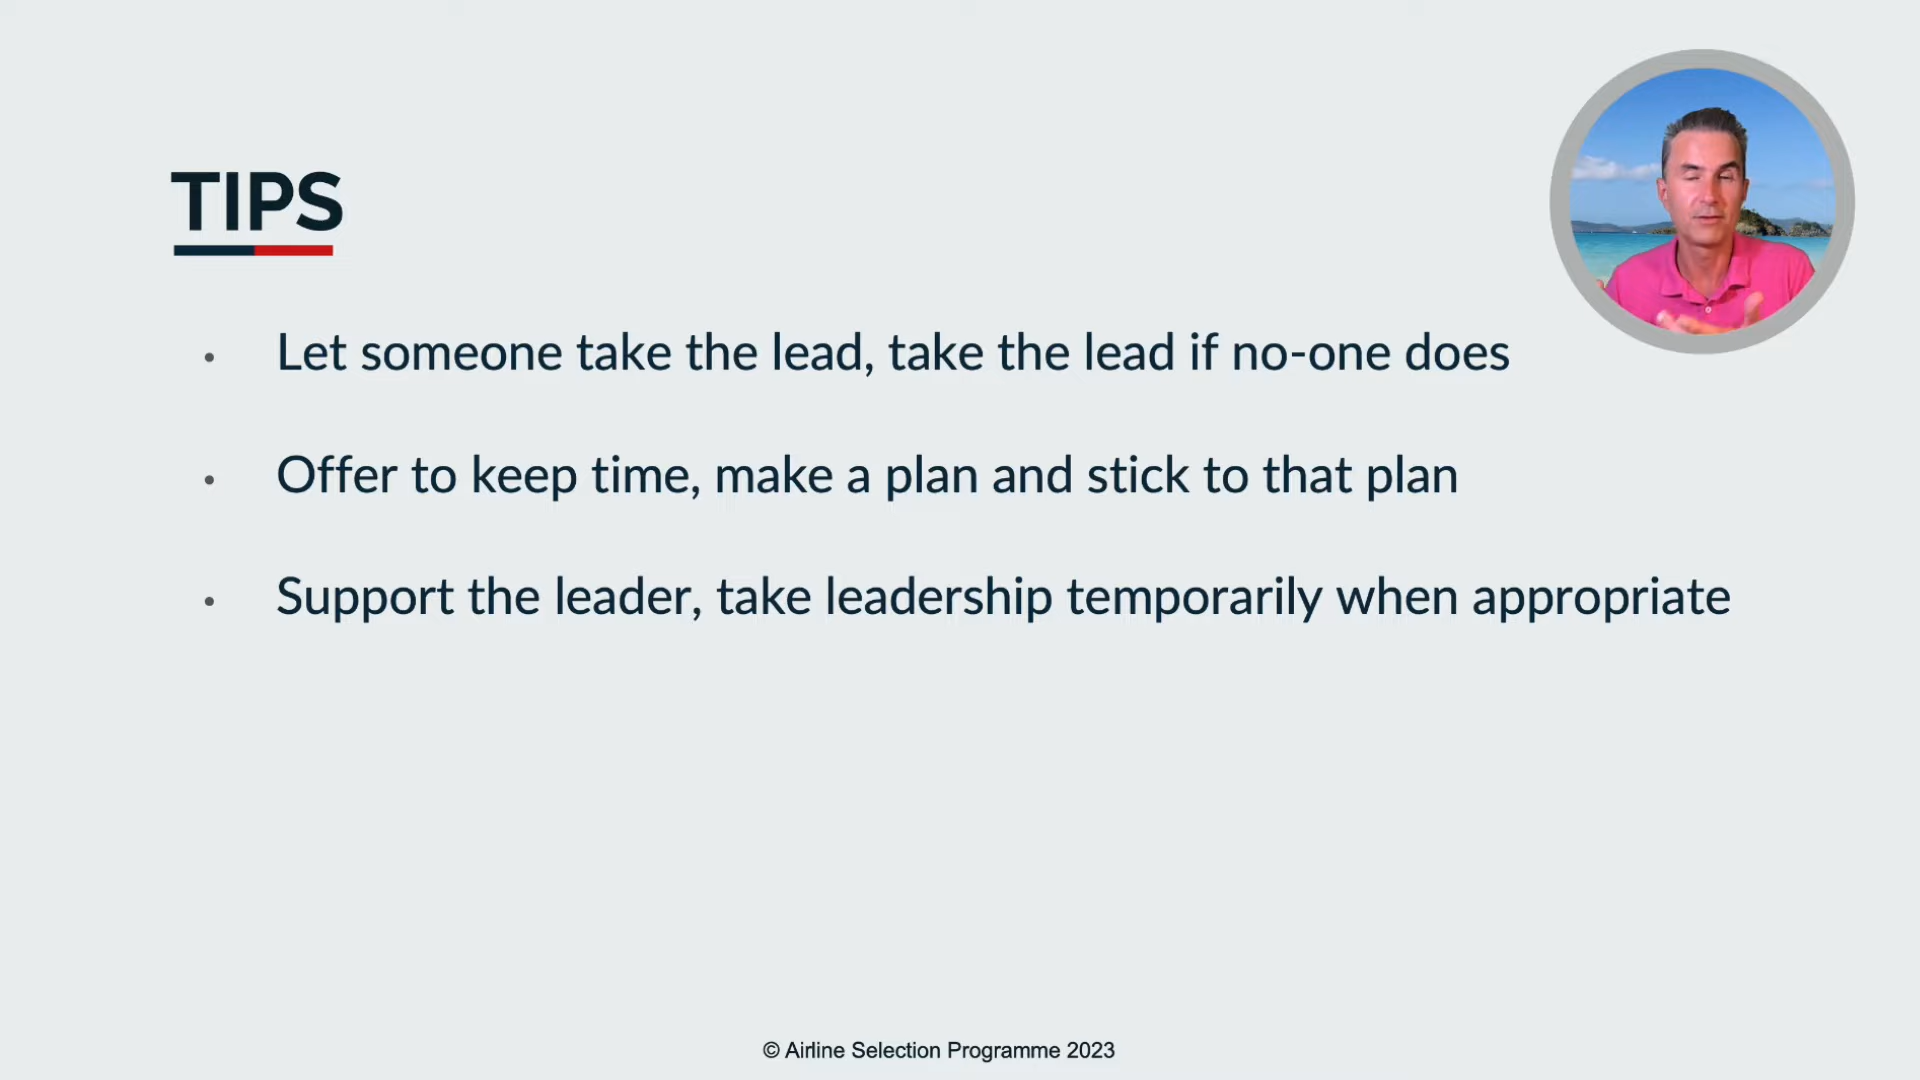 TIPS
• Let someone take the lead, take the lead if no-one does
• Offer to keep time, make a plan and stick to that plan
• Support the leader, take leadership temporarily when appropriate
© Airline Selection Programme 2023